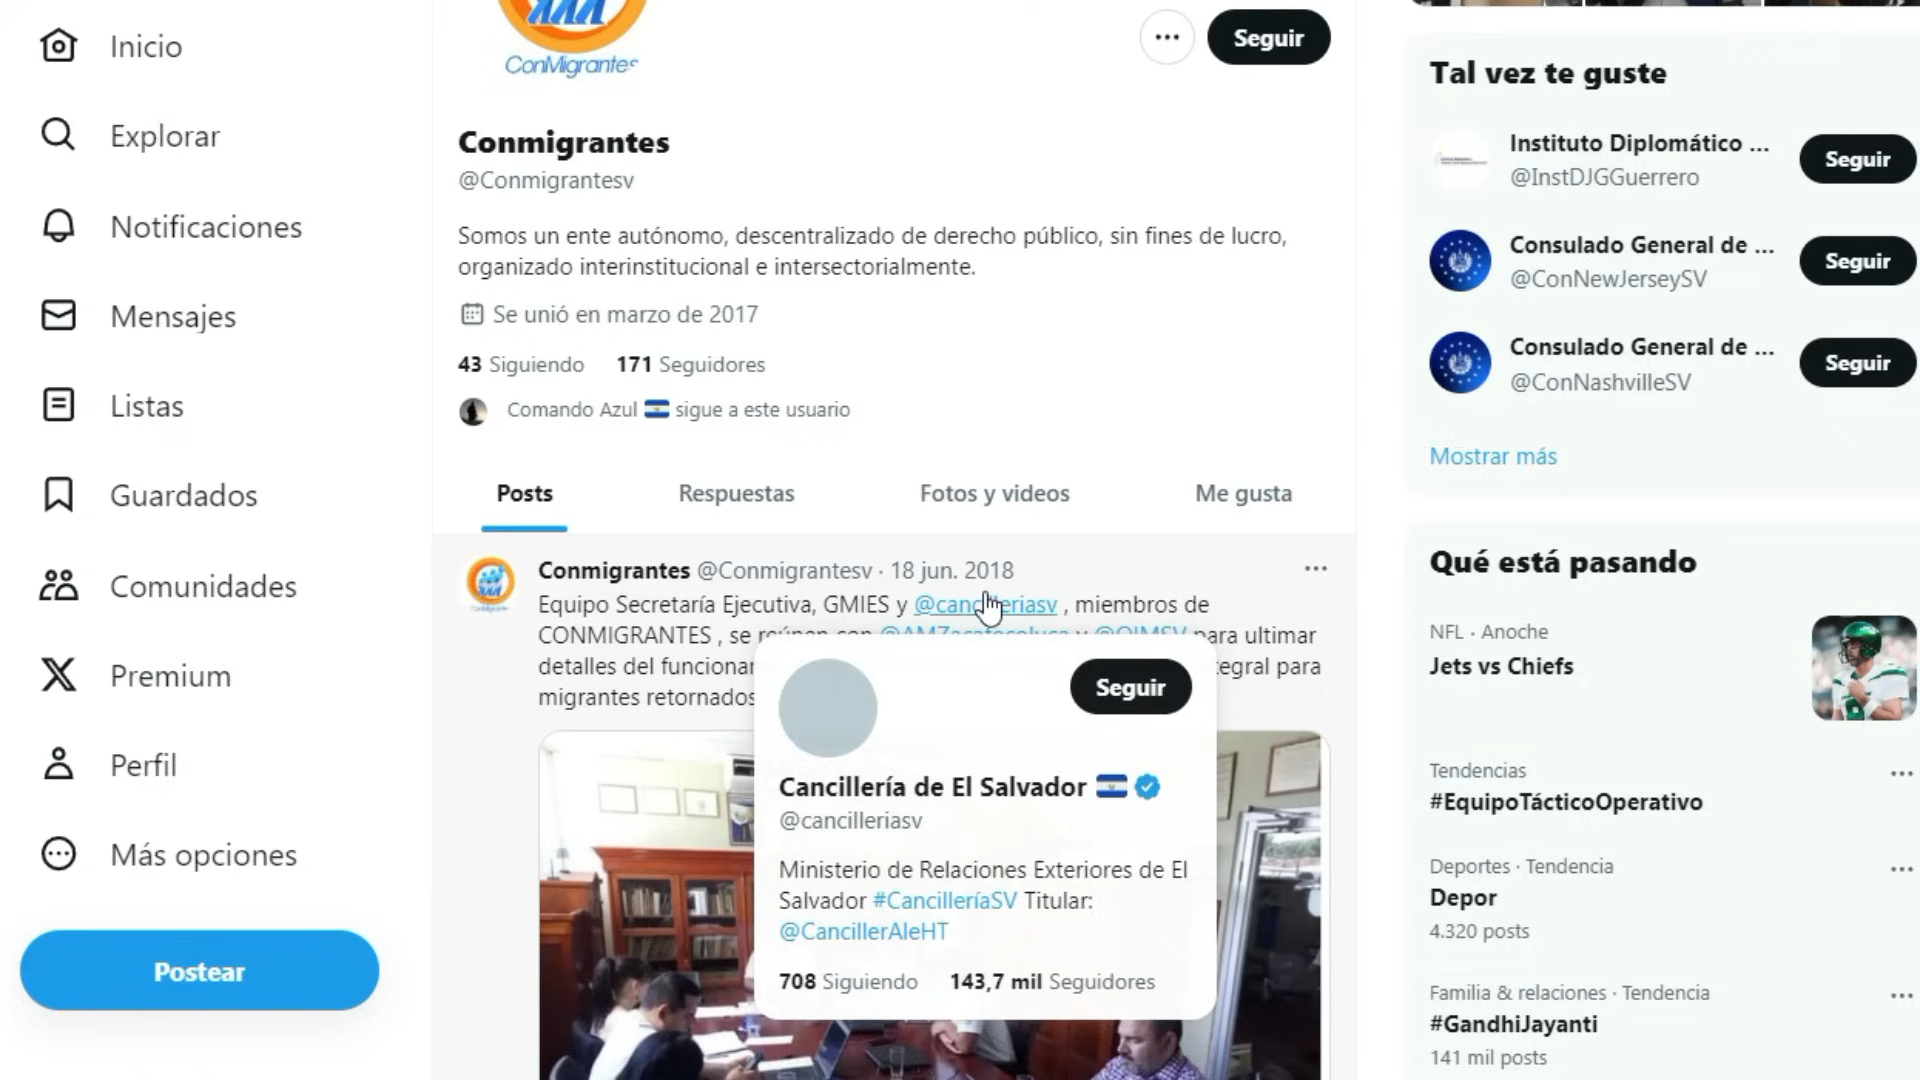 Inicio
Explorar
Notificaciones
Mensajes
Listas
Guardados
Comunidades
Premium
Perfil
Más opciones
Postear
ConMigrantes
Seguir
Conmigrantes
@Conmigrantesv
Somos un ente autónomo, descentralizado de derecho público, sin fines de lucro,
organizado interinstitucional e intersectorialmente.
Se unió en marzo de 2017
43 Siguiendo 171 Seguidores
Comando Azul sigue a este usuario
Posts Respuestas Fotos y videos Me gusta
Conmigrantes @Conmigrantesv · 18 jun. 2018
Equipo Secretaría Ejecutiva, GMIES y @cancilleriasv , miembros de
CONMIGRANTES , se reúnen con @AMZacatecoluca y @OIMSV para ultimar
detalles del funcionar tegral para
migrantes retornados
Seguir
Cancillería de El Salvador
@cancilleriasv
Ministerio de Relaciones Exteriores de El
Salvador #CancilleríaSV Titular:
@CancillerAleHT
708 Siguiendo 143,7 mil Seguidores
Tal vez te guste
Instituto Diplomático ...
@InstDJGGuerrero
Seguir
Consulado General de ...
@ConNewJerseySV
Seguir
Consulado General de ...
@ConNashvilleSV
Seguir
Mostrar más
Qué está pasando
NFL · Anoche
Jets vs Chiefs
Tendencias
#EquipoTácticoOperativo
Deportes · Tendencia
Depor
4.320 posts
Familia & relaciones · Tendencia
#GandhiJayanti
141 mil posts